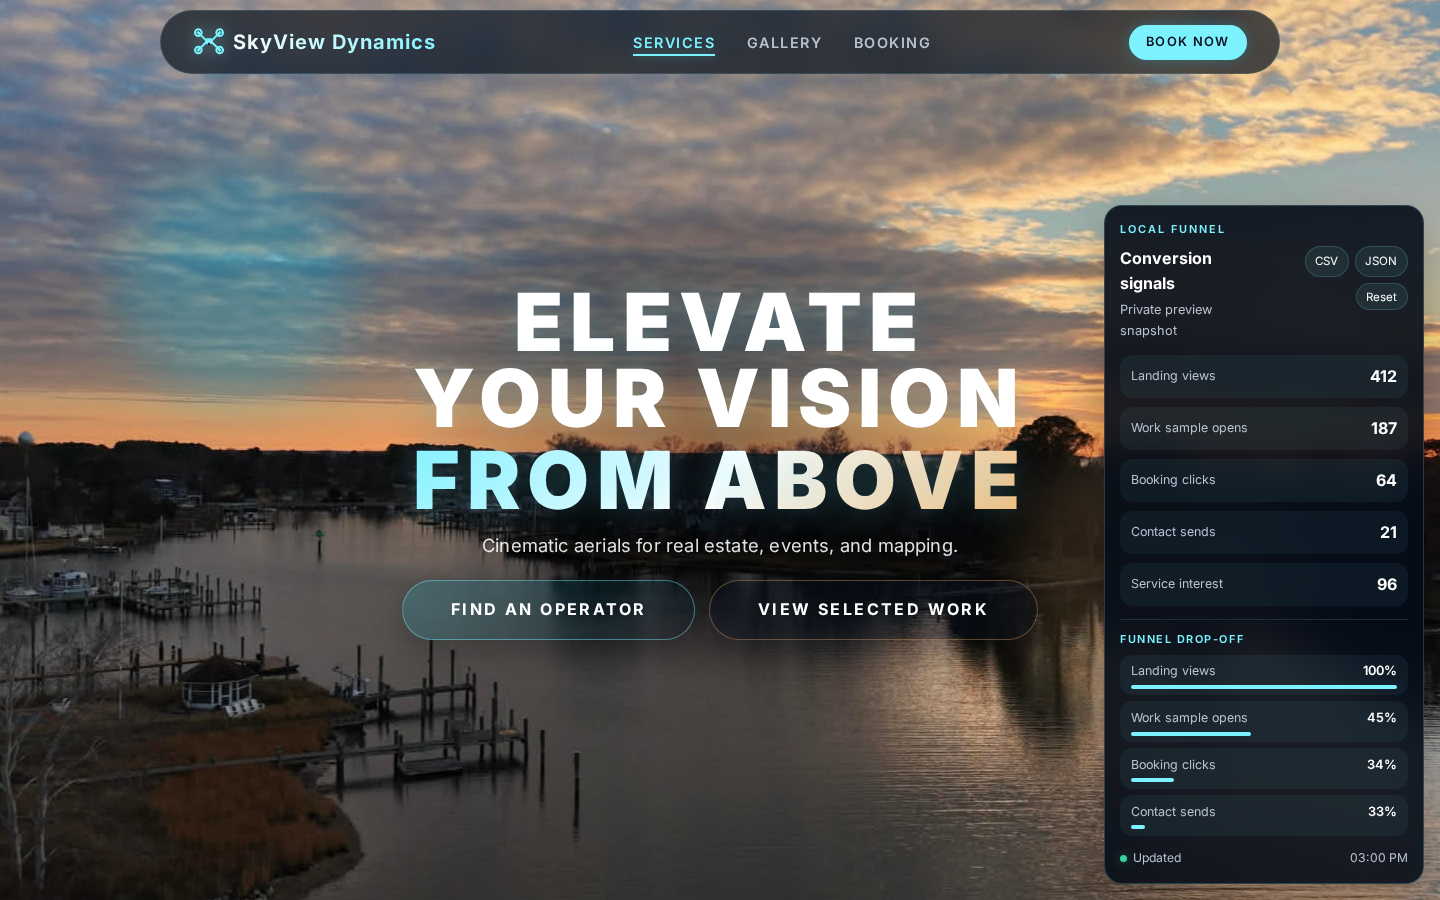 SkyView Dynamics
SERVICES
GALLERY
BOOKING
BOOK NOW
ELEVATE
YOUR VISION
FROM ABOVE
Cinematic aerials for real estate, events, and mapping.
FIND AN OPERATOR
VIEW SELECTED WORK
LOCAL FUNNEL
Conversion
signals
Private preview
snapshot
CSV
JSON
Reset
Landing views 412
Work sample opens 187
Booking clicks 64
Contact sends 21
Service interest 96
FUNNEL DROP-OFF
Landing views 100%
Work sample opens 45%
Booking clicks 34%
Contact sends 33%
Updated 03:00 PM